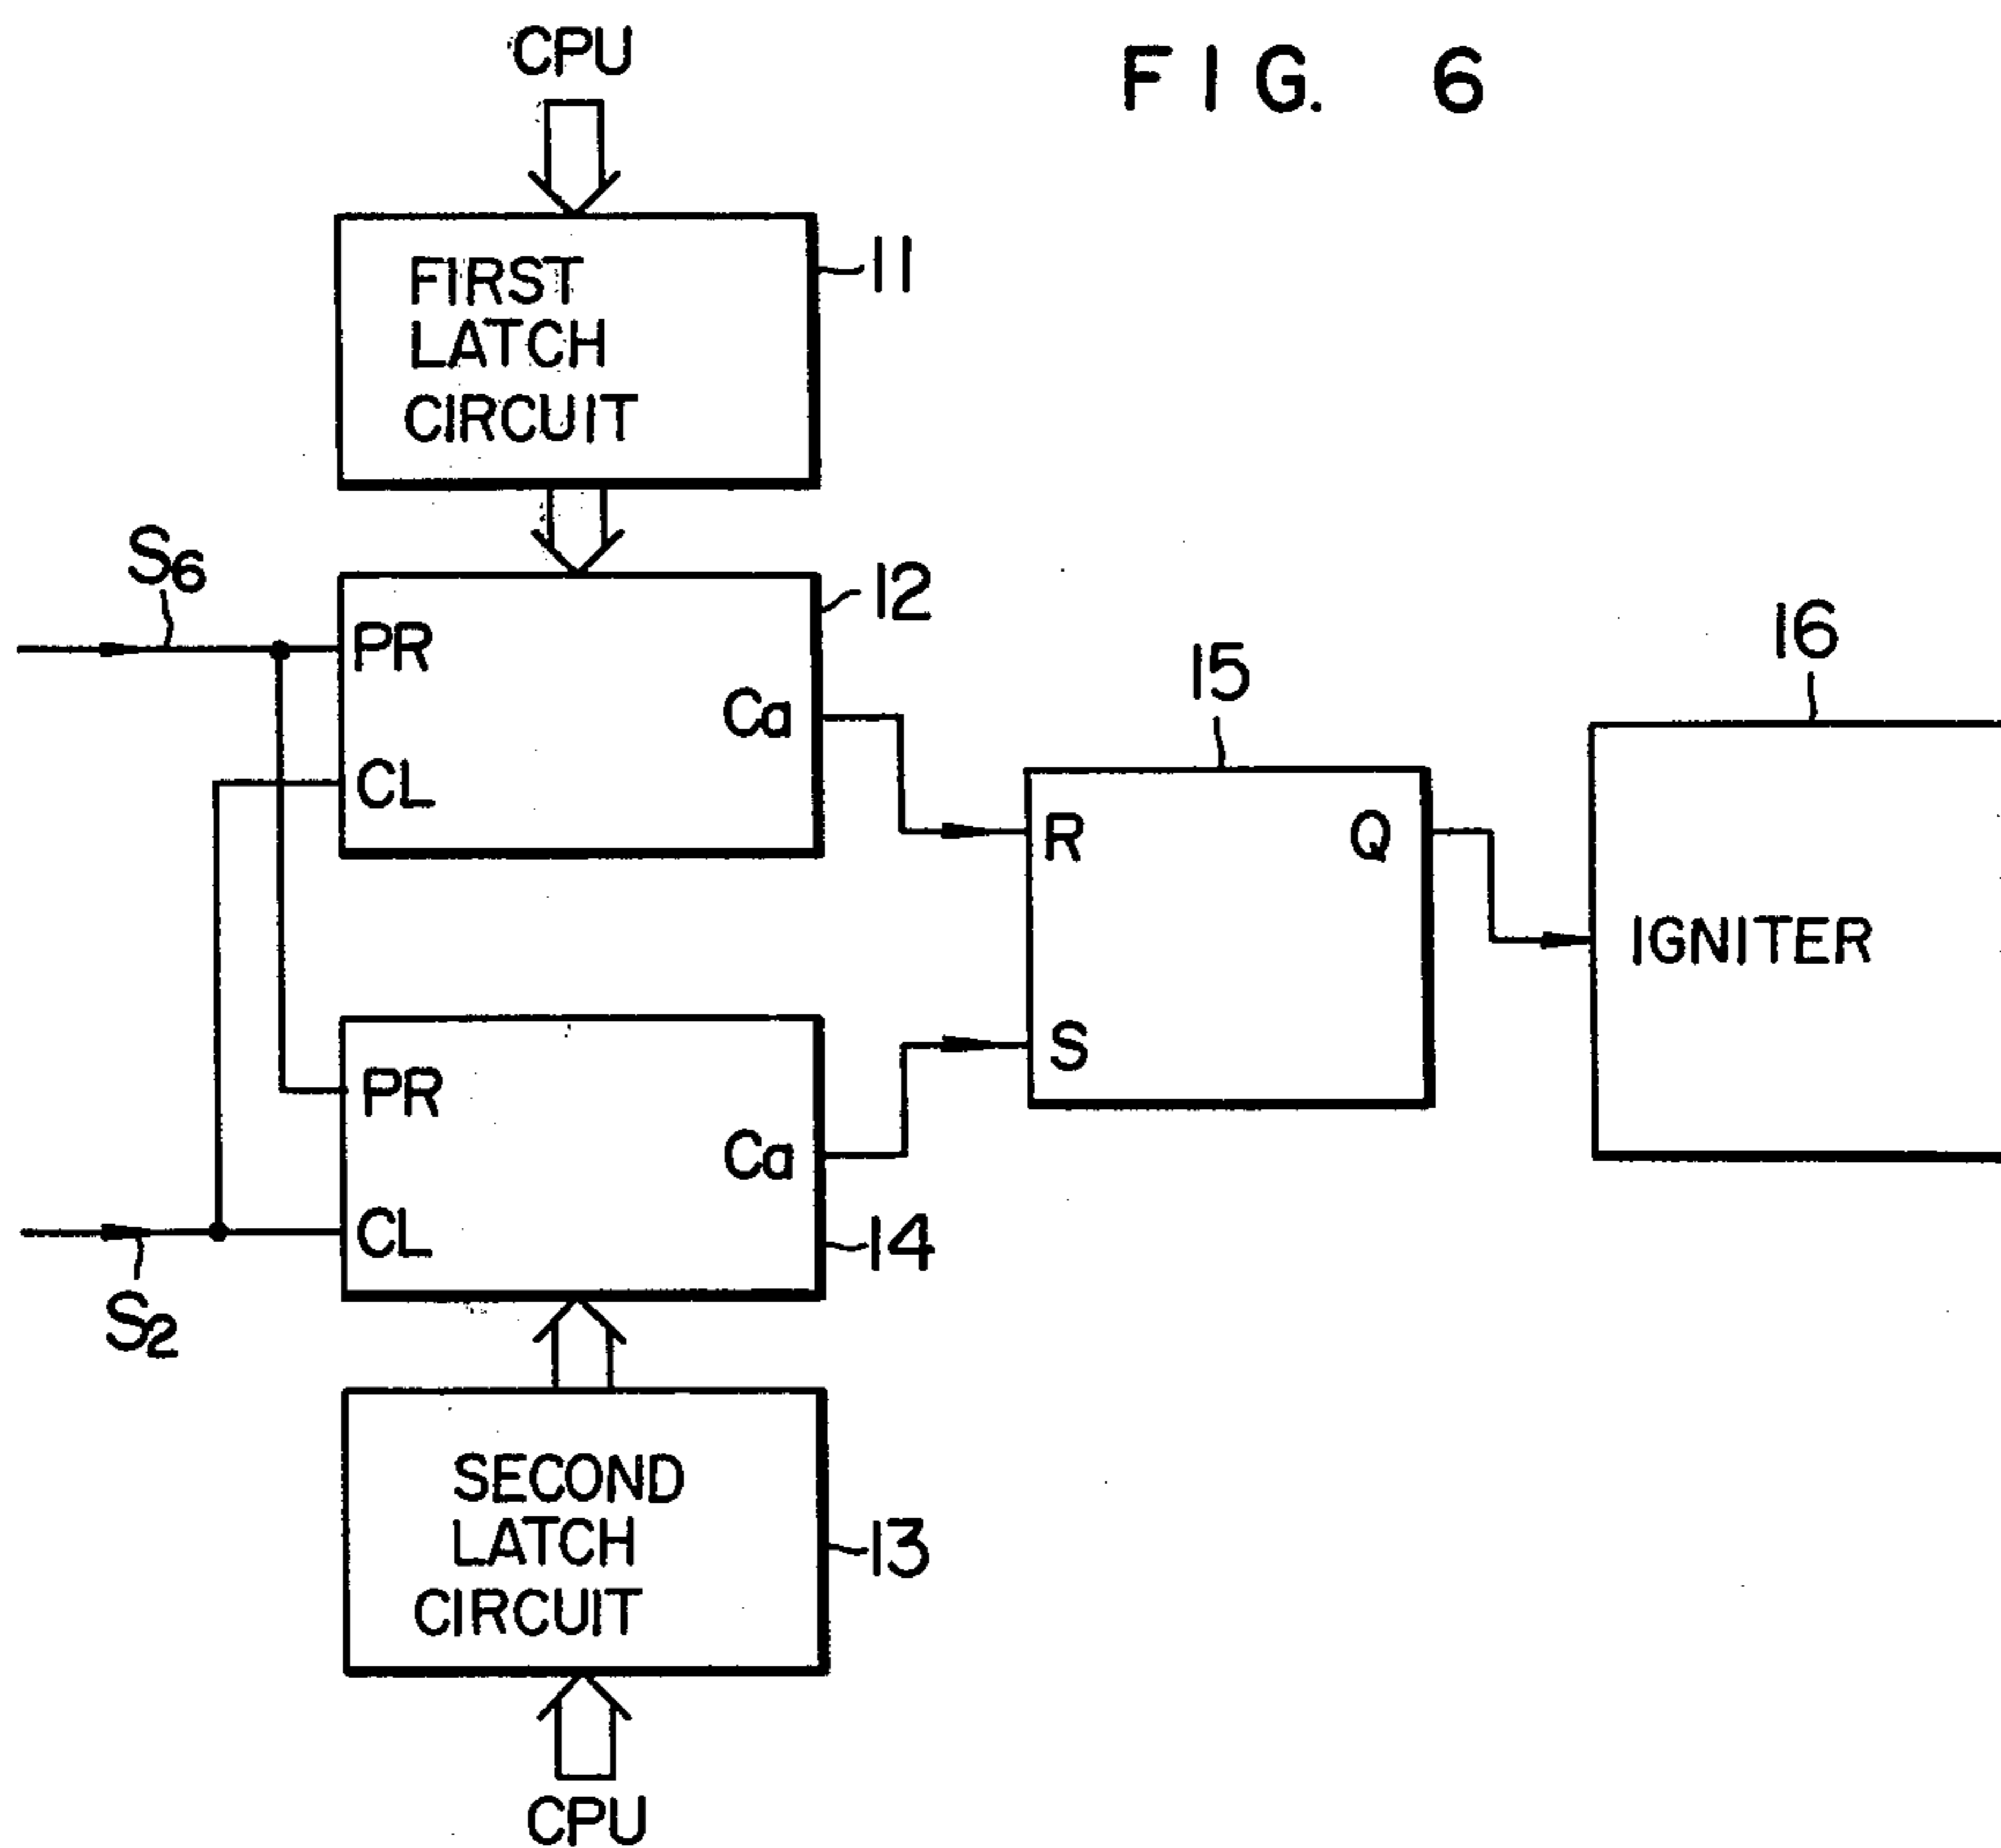 CPU
FIG. 6
FIRST
LATCH
CIRCUIT
11
S6
12
PR
Ca
CL
15
16
R
Q
IGNITER
S
PR
Ca
CL
14
S2
SECOND
LATCH
CIRCUIT
13
CPU